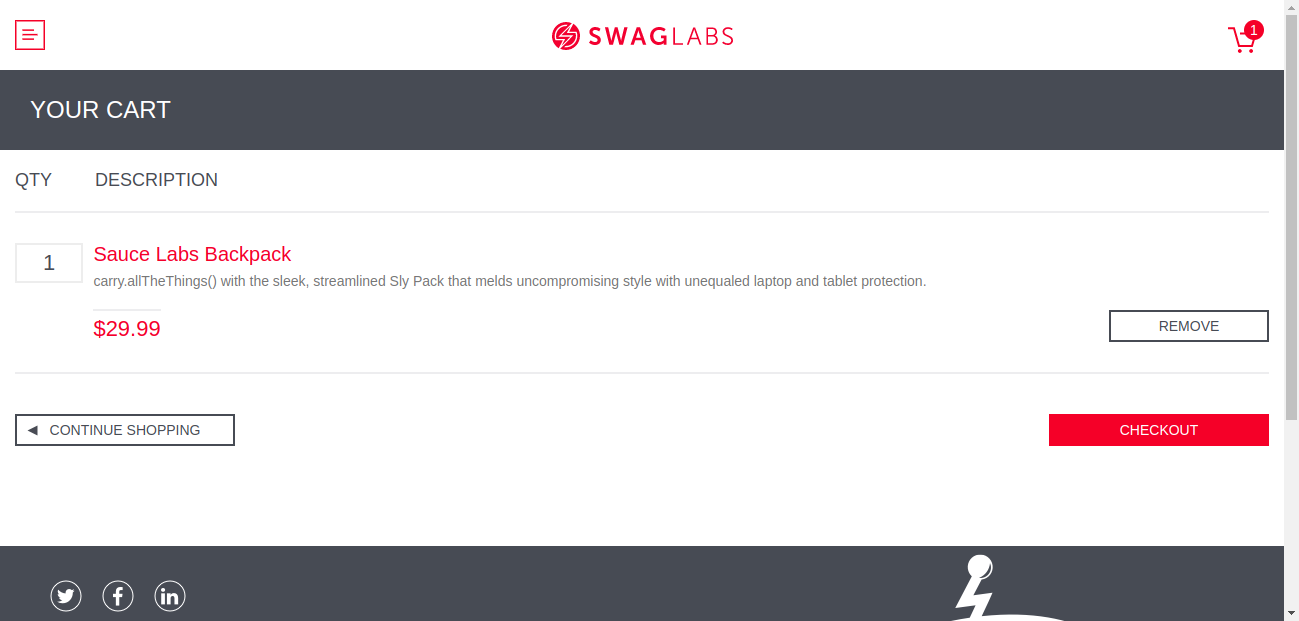 SWAGLABS
1
YOUR CART
QTY DESCRIPTION
1
Sauce Labs Backpack
carry.allTheThings() with the sleek, streamlined Sly Pack that melds uncompromising style with unequaled laptop and tablet protection.
$29.99
REMOVE
CONTINUE SHOPPING
CHECKOUT